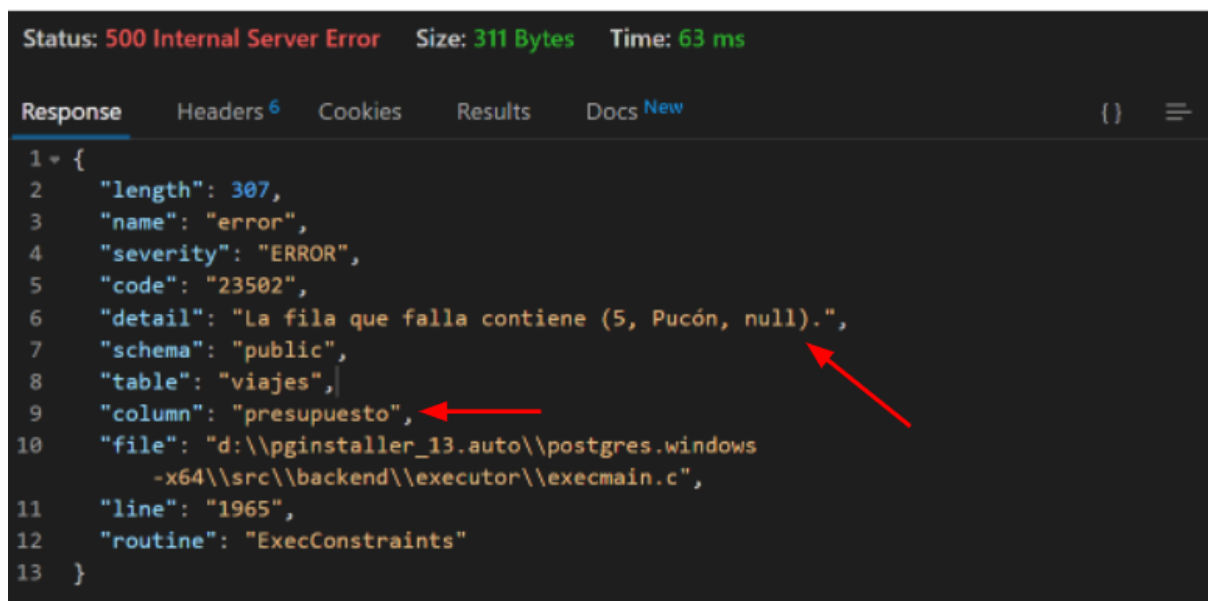 Status: 500 Internal Server Error Size: 311 Bytes Time: 63 ms
Response Headers 6 Cookies Results Docs New {}
1 {
2 "length": 307,
3 "name": "error",
4 "severity": "ERROR",
5 "code": "23502",
6 "detail": "La fila que falla contiene (5, Pucón, null).",
7 "schema": "public",
8 "table": "viajes",
9 "column": "presupuesto",
10 "file": "d:\\pginstaller_13.auto\\postgres.windows
-x64\\src\\backend\\executor\\execmain.c",
11 "line": "1965",
12 "routine": "ExecConstraints"
13 }